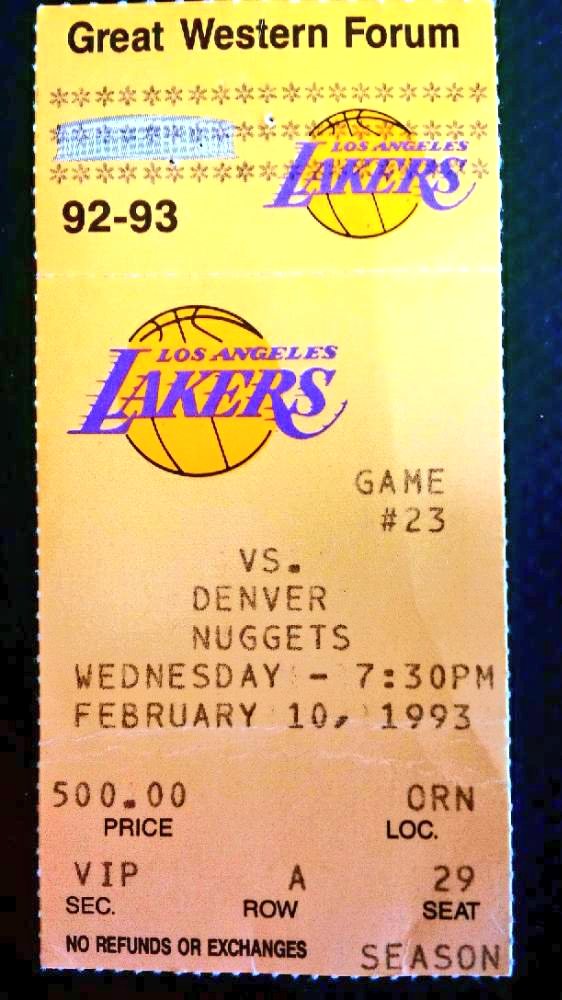 Great Western Forum
LOS ANGELES
LAKERS
92-93
LOS ANGELES
LAKERS
GAME
#23
VS.
DENVER
NUGGETS
WEDNESDAY - 7:30PM
FEBRUARY 10, 1993
500.00 ORN
PRICE LOC.
VIP A 29
SEC. ROW SEAT
NO REFUNDS OR EXCHANGES SEASON